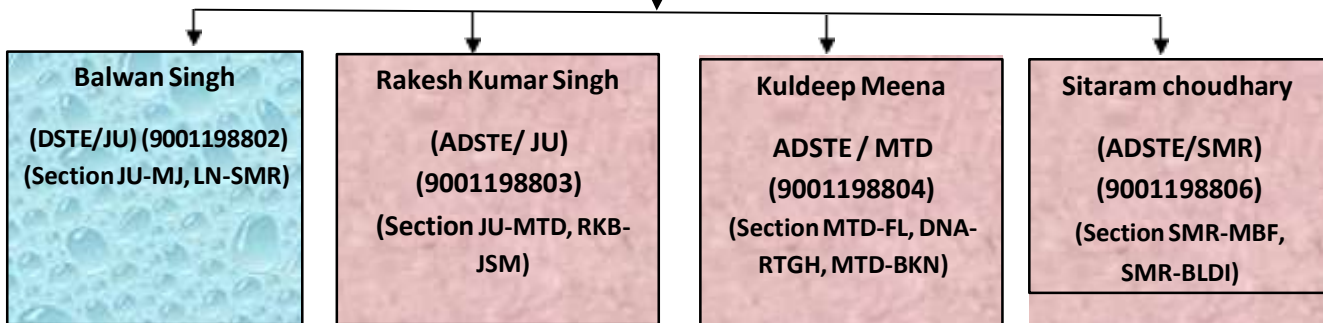 Balwan Singh
(DSTE/JU) (9001198802)
(Section JU-MJ, LN-SMR)
Rakesh Kumar Singh
(ADSTE/ JU)
(9001198803)
(Section JU-MTD, RKB-
JSM)
Kuldeep Meena
ADSTE / MTD
(9001198804)
(Section MTD-FL, DNA-
RTGH, MTD-BKN)
Sitaram choudhary
(ADSTE/SMR)
(9001198806)
(Section SMR-MBF,
SMR-BLDI)